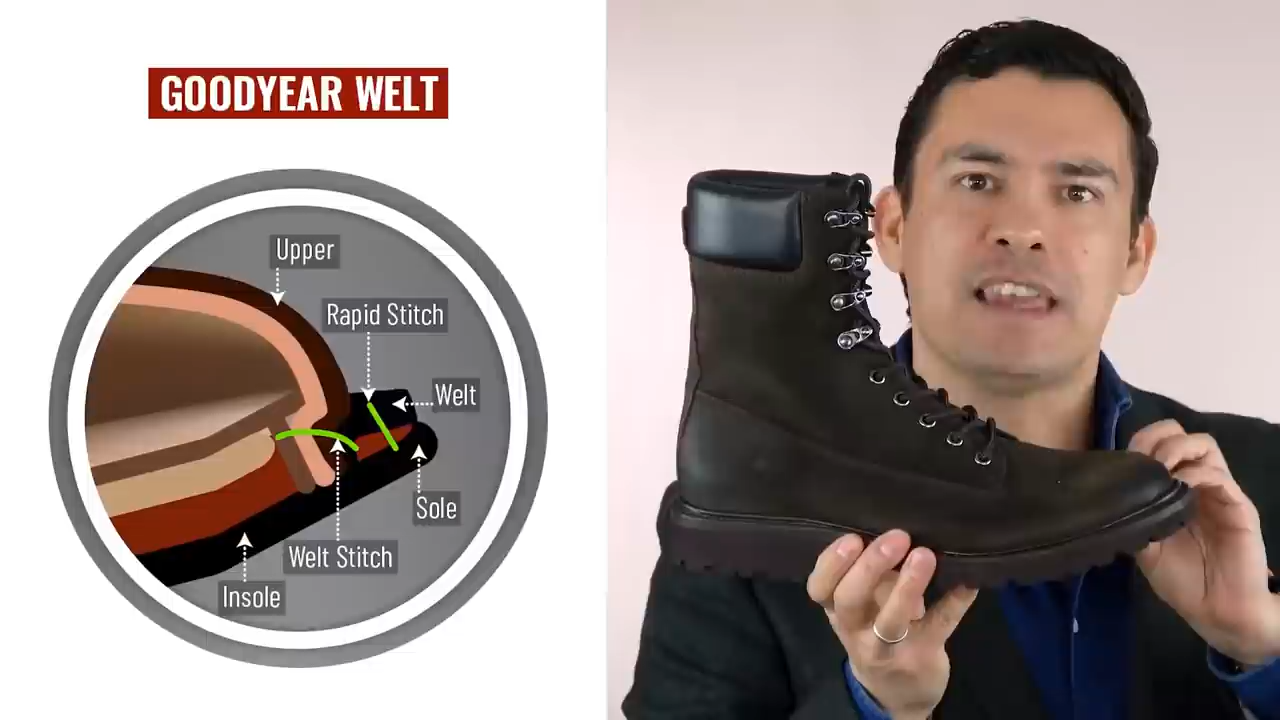 GOODYEAR WELT
Upper
Rapid Stitch
Welt
Sole
Welt Stitch
Insole